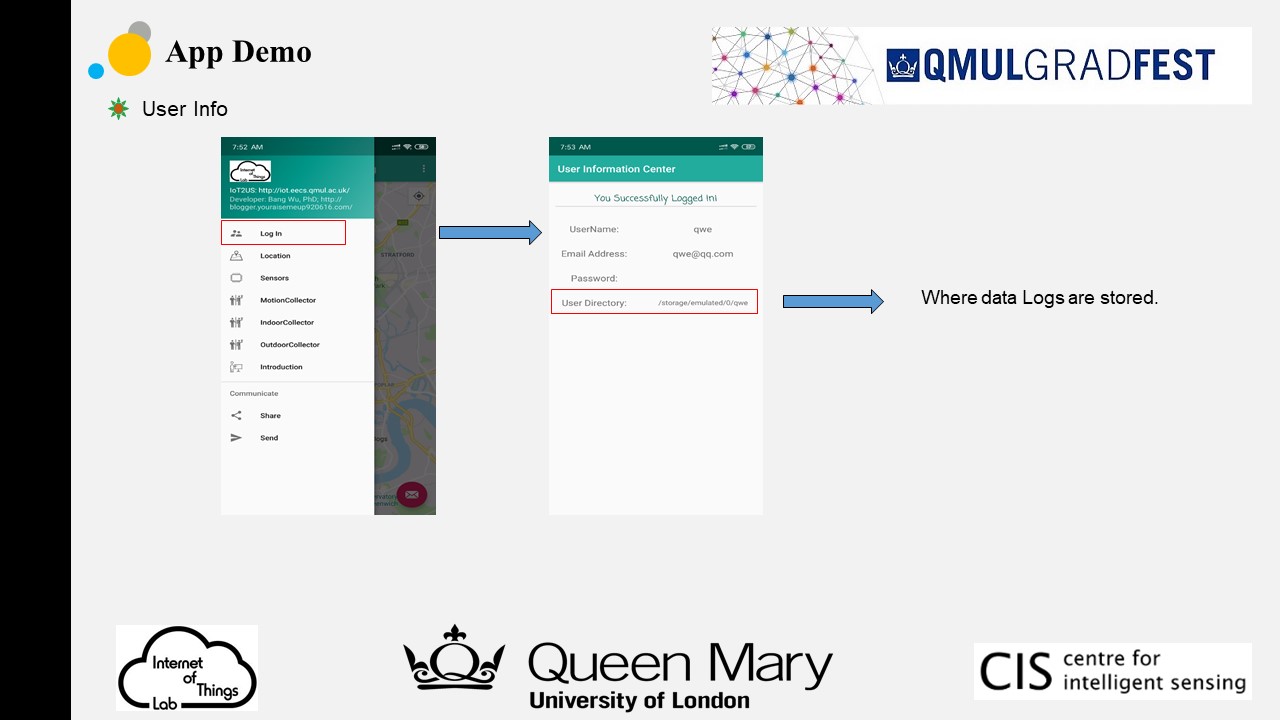 App Demo
QMULGRADFEST
User Info
7:52 AM
Internet
of
Things
Lab
IoT2US: http://iot.eecs.qmul.ac.uk/
Developer: Bang Wu, PhD; http://
blogger.youraisemeup920616.com/
Log In
Location
Sensors
MotionCollector
IndoorCollector
OutdoorCollector
Introduction
Communicate
Share
Send
STRATFORD
7:53 AM
User Information Center
You Successfully Logged In!
UserName: qwe
Email Address: qwe@qq.com
Password:
User Directory: /storage/emulated/0/qwe
Where data Logs are stored.
Internet
of
Things
Lab
Queen Mary
University of London
CIS centre for
intelligent sensing